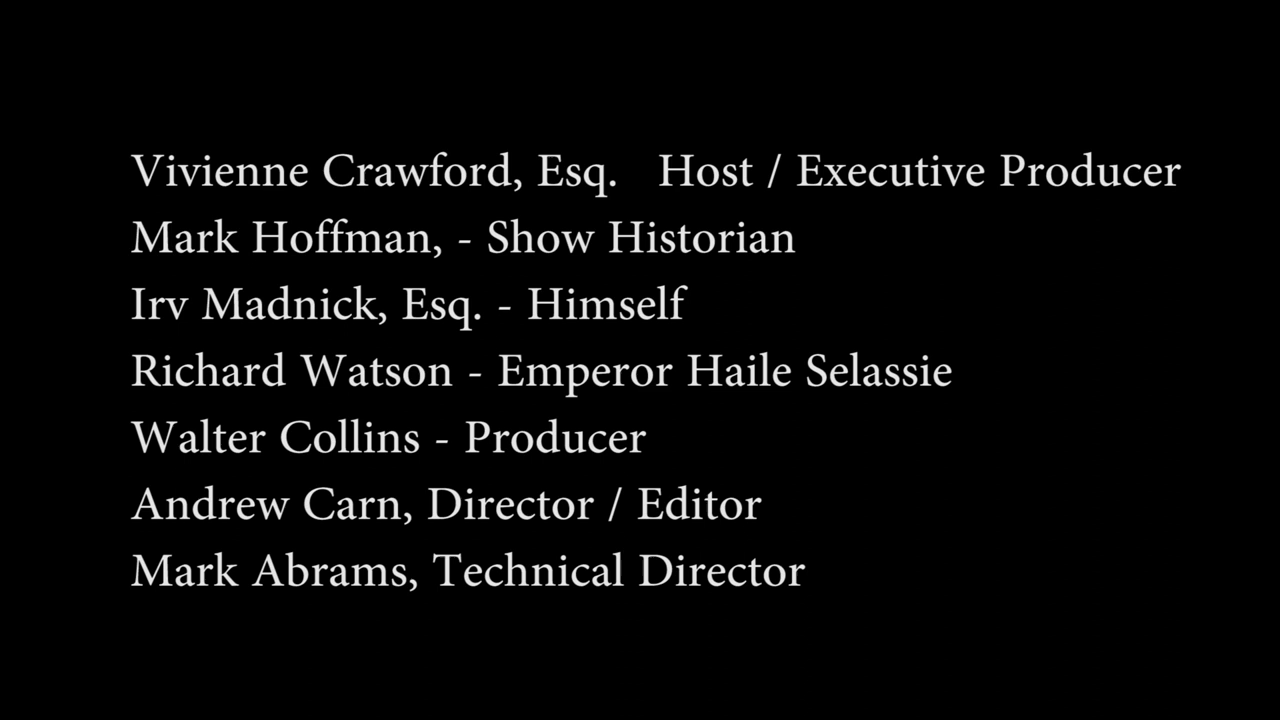 Vivienne Crawford, Esq. Host / Executive Producer
Mark Hoffman, - Show Historian
Irv Madnick, Esq. - Himself
Richard Watson - Emperor Haile Selassie
Walter Collins - Producer
Andrew Carn, Director / Editor
Mark Abrams, Technical Director